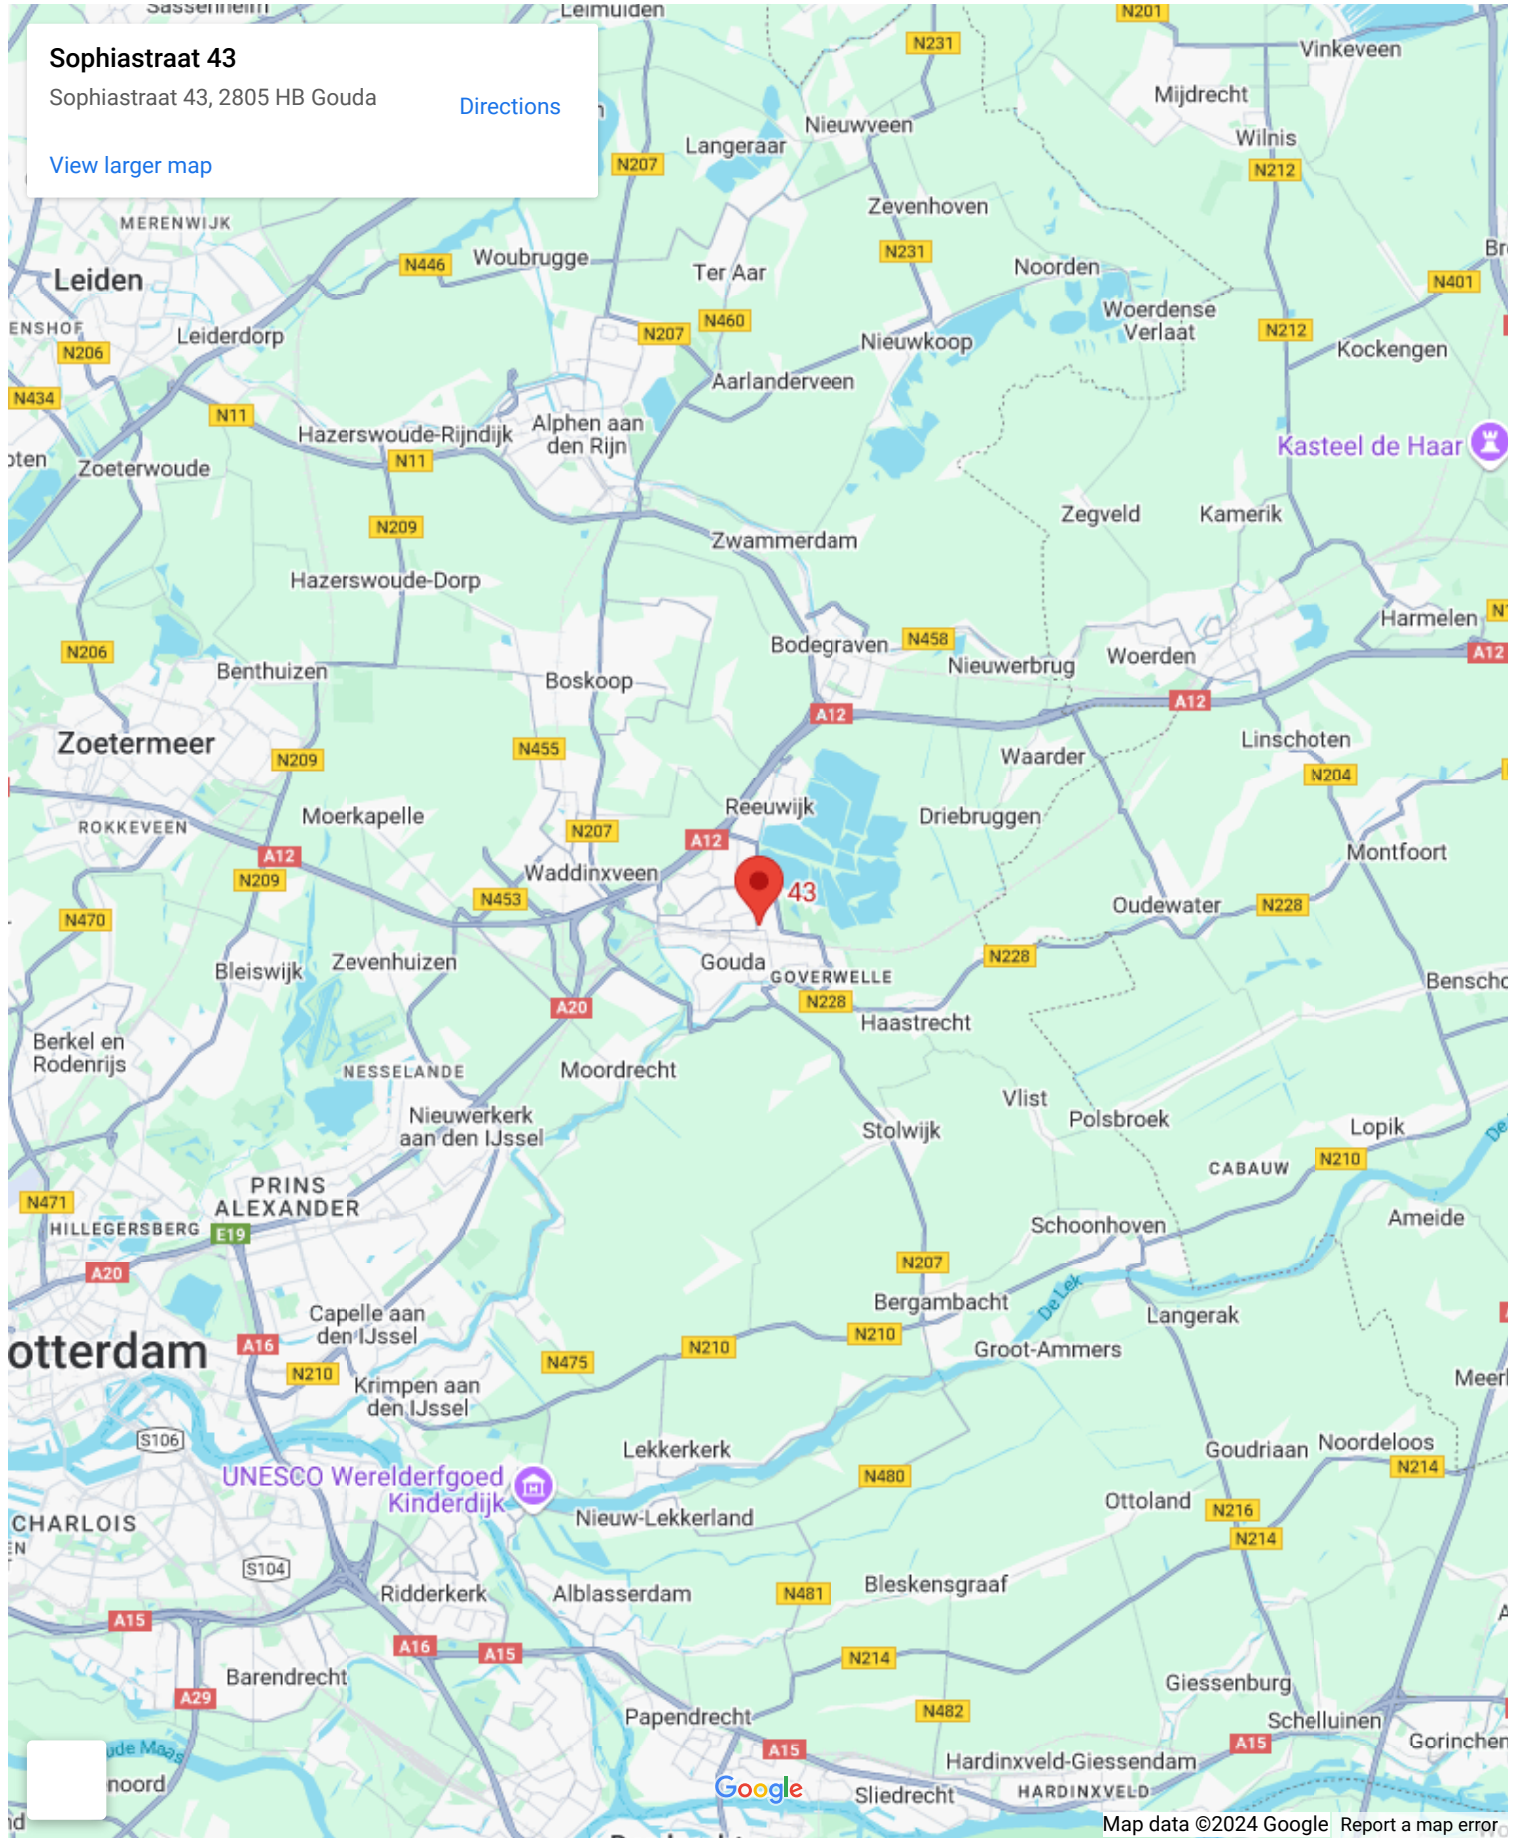 Sassenheim
Leimuiden
N201
Sophiastraat 43
Sophiastraat 43, 2805 HB Gouda
Directions
View larger map
N231
Vinkeveen
Mijdrecht
Nieuwveen
Langeraar
Wilnis
N207
N212
MERENWIJK
Zevenhoven
N446
Woubrugge
N231
Leiden
Ter Aar
Noorden
N401
Woerdense
Verlaat
ENSHOF
N206
Leiderdorp
N207
N460
Nieuwkoop
N212
Kockengen
Aarlanderveen
N434
N11
Hazerswoude-Rijndijk
Alphen aan
den Rijn
Kasteel de Haar
N11
Zoeterwoude
N209
Zegveld
Kamerik
Zwammerdam
Hazerswoude-Dorp
Harmelen
N206
Bodegraven
N458
Nieuwerbrug
Woerden
A12
Benthuizen
Boskoop
A12
A12
Zoetermeer
N209
N455
Waarder
Linschoten
N204
Moerkapelle
ROKKEVEEN
N207
Reeuwijk
Driebruggen
A12
A12
Montfoort
N209
Waddinxveen
43
N453
N470
Oudewater
N228
Bleiswijk
Zevenhuizen
Gouda
GOVERWELLE
N228
N228
A20
Haastrecht
Berkel en
Rodenrijs
NESSELANDE
Moordrecht
Nieuwerkerk
aan den IJssel
Vlist
Polsbroek
Stolwijk
Lopik
N210
CABAUW
PRINS
ALEXANDER
N471
HILLEGERSBERG
E19
Ameide
Schoonhoven
A20
N207
Bergambacht
De Lek
Langerak
Capelle aan
den IJssel
otterdam
A16
N210
N210
N210
N475
Groot-Ammers
Krimpen aan
den IJssel
S106
Lekkerkerk
Goudriaan
Noordeloos
N214
UNESCO Werelderfgoed
Kinderdijk
N480
Nieuw-Lekkerland
Ottoland
N216
CHARLOIS
N214
S104
Ridderkerk
Alblasserdam
N481
Bleskensgraaf
A15
A16
A15
N214
Barendrecht
A29
Giessenburg
Papendrecht
N482
Schelluinen
A15
A15
Gorinchen
ude Maas
noord
Hardinxveld-Giessendam
HARDINXVELD
Google
Sliedrecht
Map data ©2024 Google
Report a map error